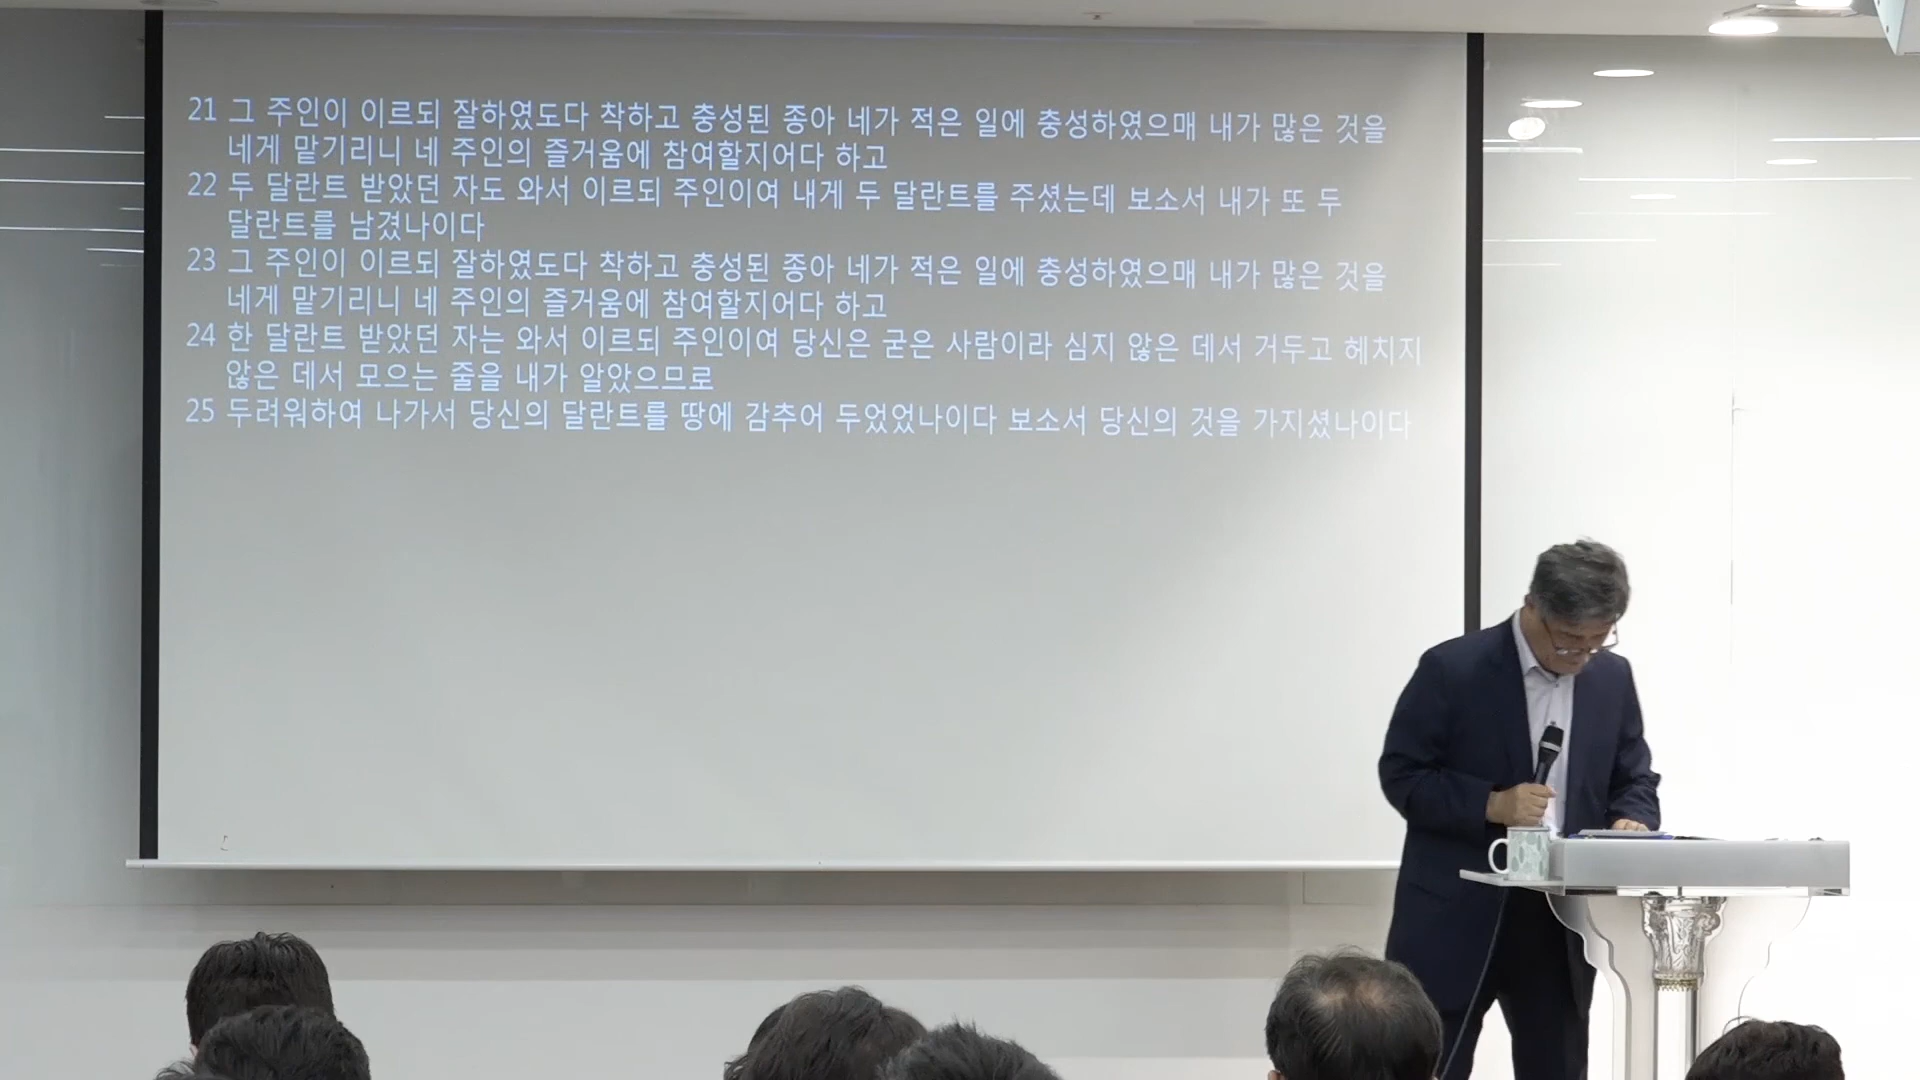 21 그 주인이 이르되 잘하였도다 착하고 충성된 종아 네가 적은 일에 충성하였으매 내가 많은 것을
네게 맡기리니 네 주인의 즐거움에 참여할지어다 하고
22 두 달란트 받았던 자도 와서 이르되 주인이여 내게 두 달란트를 주셨는데 보소서 내가 또 두
달란트를 남겼나이다
23 그 주인이 이르되 잘하였도다 착하고 충성된 종아 네가 적은 일에 충성하였으매 내가 많은 것을
네게 맡기리니 네 주인의 즐거움에 참여할지어다 하고
24 한 달란트 받았던 자는 와서 이르되 주인이여 당신은 굳은 사람이라 심지 않은 데서 거두고 헤치지
않은 데서 모으는 줄을 내가 알았으므로
25 두려워하여 나가서 당신의 달란트를 땅에 감추어 두었었나이다 보소서 당신의 것을 가지셨나이다